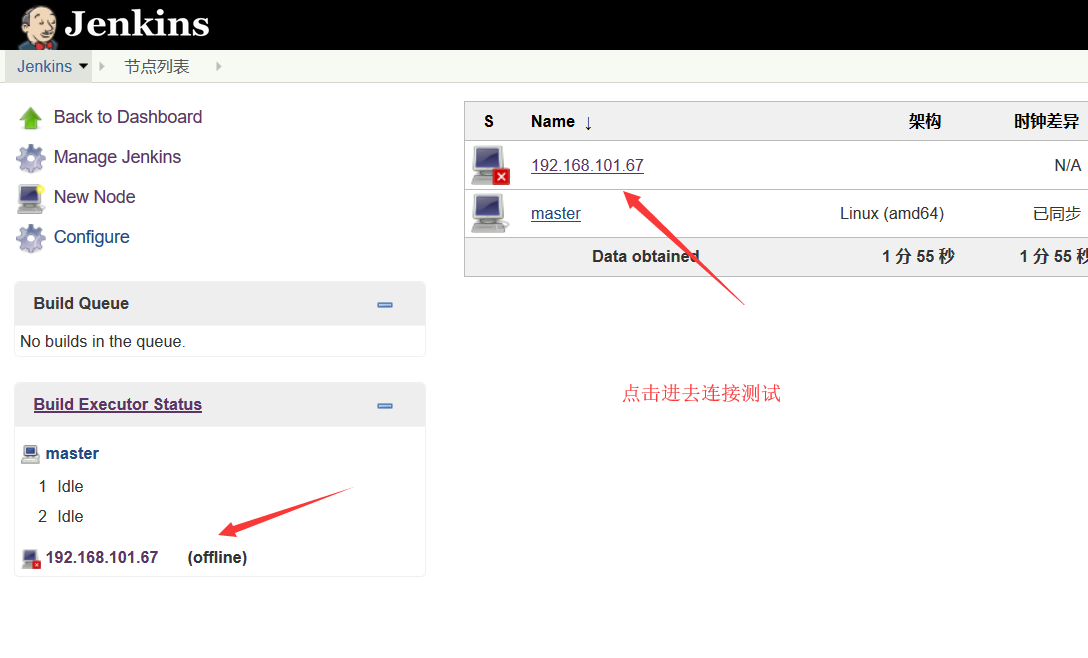 Jenkins
Jenkins 节点列表
Back to Dashboard
Manage Jenkins
New Node
Configure
Build Queue
No builds in the queue.
Build Executor Status
master
1 Idle
2 Idle
192.168.101.67 (offline)
S Name ↓ 架构 时钟差异
192.168.101.67 N/A
master Linux (amd64) 已同步
Data obtained 1 分 55 秒 1 分 55 秒
点击进去连接测试